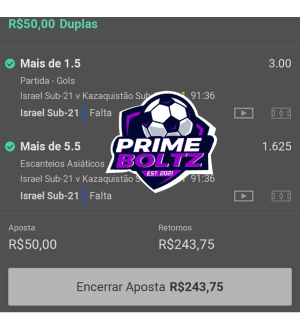 R$50,00 Duplas
Mais de 1.5 3.00
Partida - Gols
Israel Sub-21 v Kazaquistão Sub 91:36
Israel Sub-21 Falta
PRIME
BOLTZ
EST. 2021
Mais de 5.5 1.625
Escanteios Asiáticos
Israel Sub-21 v Kazaquistão 91:36
Israel Sub-21 Falta
Aposta Retornos
R$50,00 R$243,75
Encerrar Aposta R$243,75